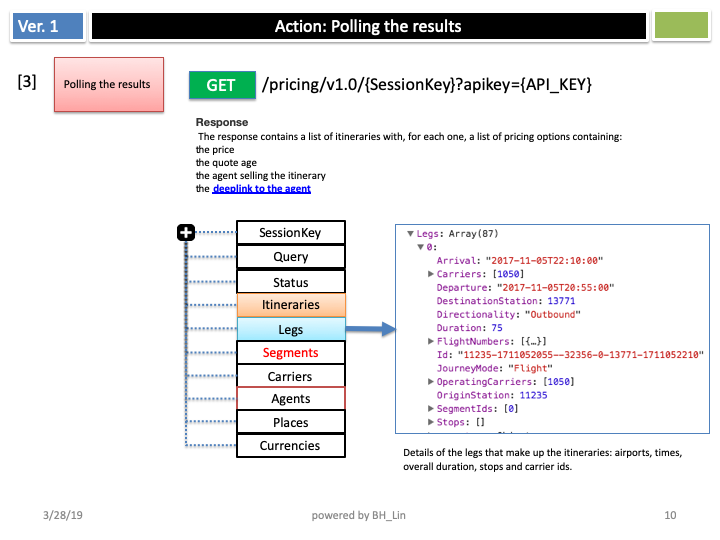 Ver. 1
Action: Polling the results
[3]
Polling the results
GET
/pricing/v1.0/{SessionKey}?apikey={API_KEY}
Response
The response contains a list of itineraries with, for each one, a list of pricing options containing:
the price
the quote age
the agent selling the itinerary
the deeplink to the agent
SessionKey
Query
Status
Itineraries
Legs
Segments
Carriers
Agents
Places
Currencies
▼Legs: Array(87)
▼0:
Arrival: "2017-11-05T22:10:00"
▶Carriers: [1050]
Departure: "2017-11-05T20:55:00"
DestinationStation: 13771
Directionality: "Outbound"
Duration: 75
▶FlightNumbers: [{…}]
Id: "11235-1711052055--32356-0-13771-1711052210"
JourneyMode: "Flight"
▶OperatingCarriers: [1050]
OriginStation: 11235
▶SegmentIds: [0]
▶Stops: []
Details of the legs that make up the itineraries: airports, times,
overall duration, stops and carrier ids.
3/28/19
powered by BH_Lin
10